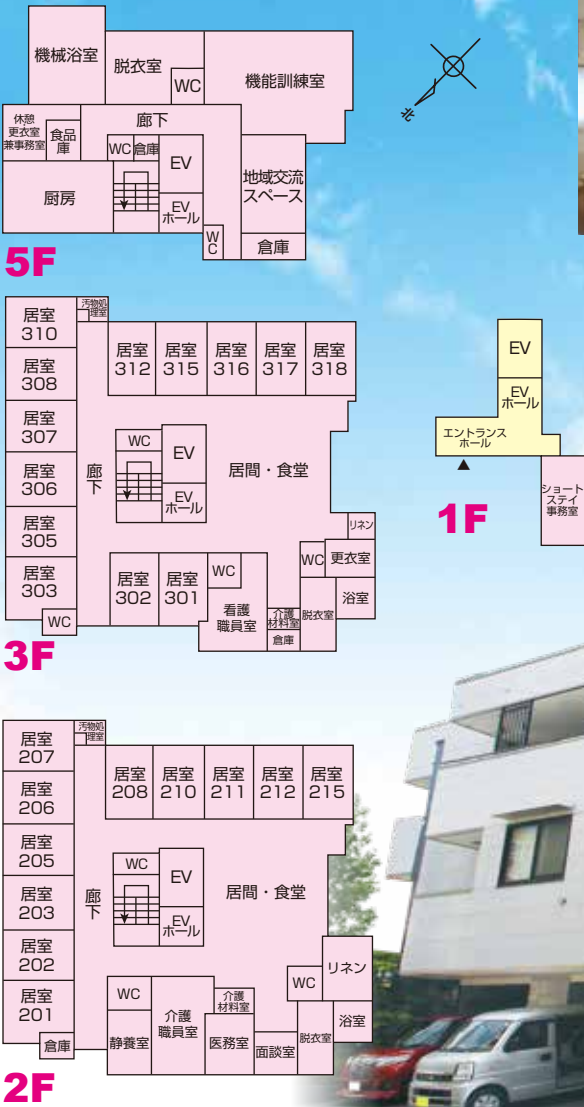 機械浴室
脱衣室
WC
機能訓練室
北
休憩
更衣室
兼事務室
食品
庫
廊下
WC
倉庫
EV
厨房
EV
ホール
地域交流
スペース
WC
倉庫
5F
居室
310
汚物処
理室
居室
308
居室
312
居室
315
居室
316
居室
317
居室
318
居室
307
居室
306
居室
305
居室
303
WC
廊下
WC
EV
EV
ホール
居間・食堂
居室
302
居室
301
WC
看護
職員室
介護
材料室
倉庫
リネン
WC
更衣室
脱衣室
浴室
3F
EV
EV
ホール
エントランス
ホール
ショート
ステイ
事務室
1F
居室
207
汚物処
理室
居室
206
居室
208
居室
210
居室
211
居室
212
居室
215
居室
205
居室
203
居室
202
居室
201
倉庫
廊下
WC
EV
EV
ホール
居間・食堂
WC
静養室
介護
職員室
介護
材料室
医務室
面談室
WC
リネン
脱衣室
浴室
2F